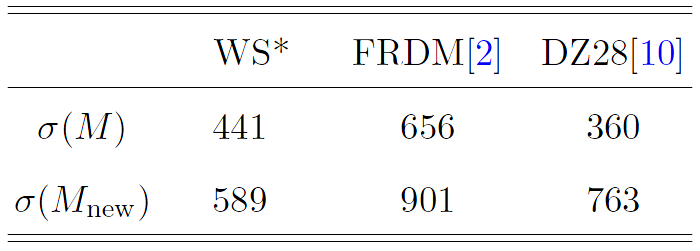 WS* FRDM[2] DZ28[10]
σ(M) 441 656 360
σ(M_new) 589 901 763